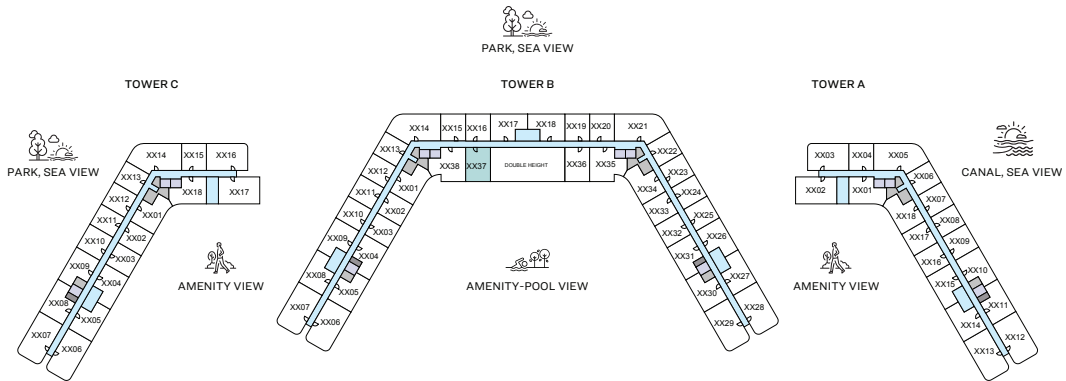 PARK, SEA VIEW
TOWER C
TOWER B
TOWER A
PARK, SEA VIEW
CANAL, SEA VIEW
XX14
XX15
XX16
XX13
XX12
XX11
XX10
XX09
XX08
XX07
XX06
XX05
XX04
XX03
XX02
XX01
XX18
XX17
AMENITY VIEW
XX14
XX15
XX16
XX17
XX18
XX19
XX20
XX21
XX13
XX12
XX11
XX10
XX09
XX08
XX07
XX06
XX05
XX04
XX03
XX02
XX01
XX38
XX37
DOUBLE HEIGHT
XX36
XX35
XX22
XX23
XX24
XX25
XX26
XX27
XX28
XX29
XX30
XX31
XX32
XX33
XX34
AMENITY-POOL VIEW
XX03
XX04
XX05
XX02
XX01
XX06
XX07
XX08
XX09
XX10
XX11
XX12
XX13
XX14
XX15
XX16
XX17
XX18
AMENITY VIEW